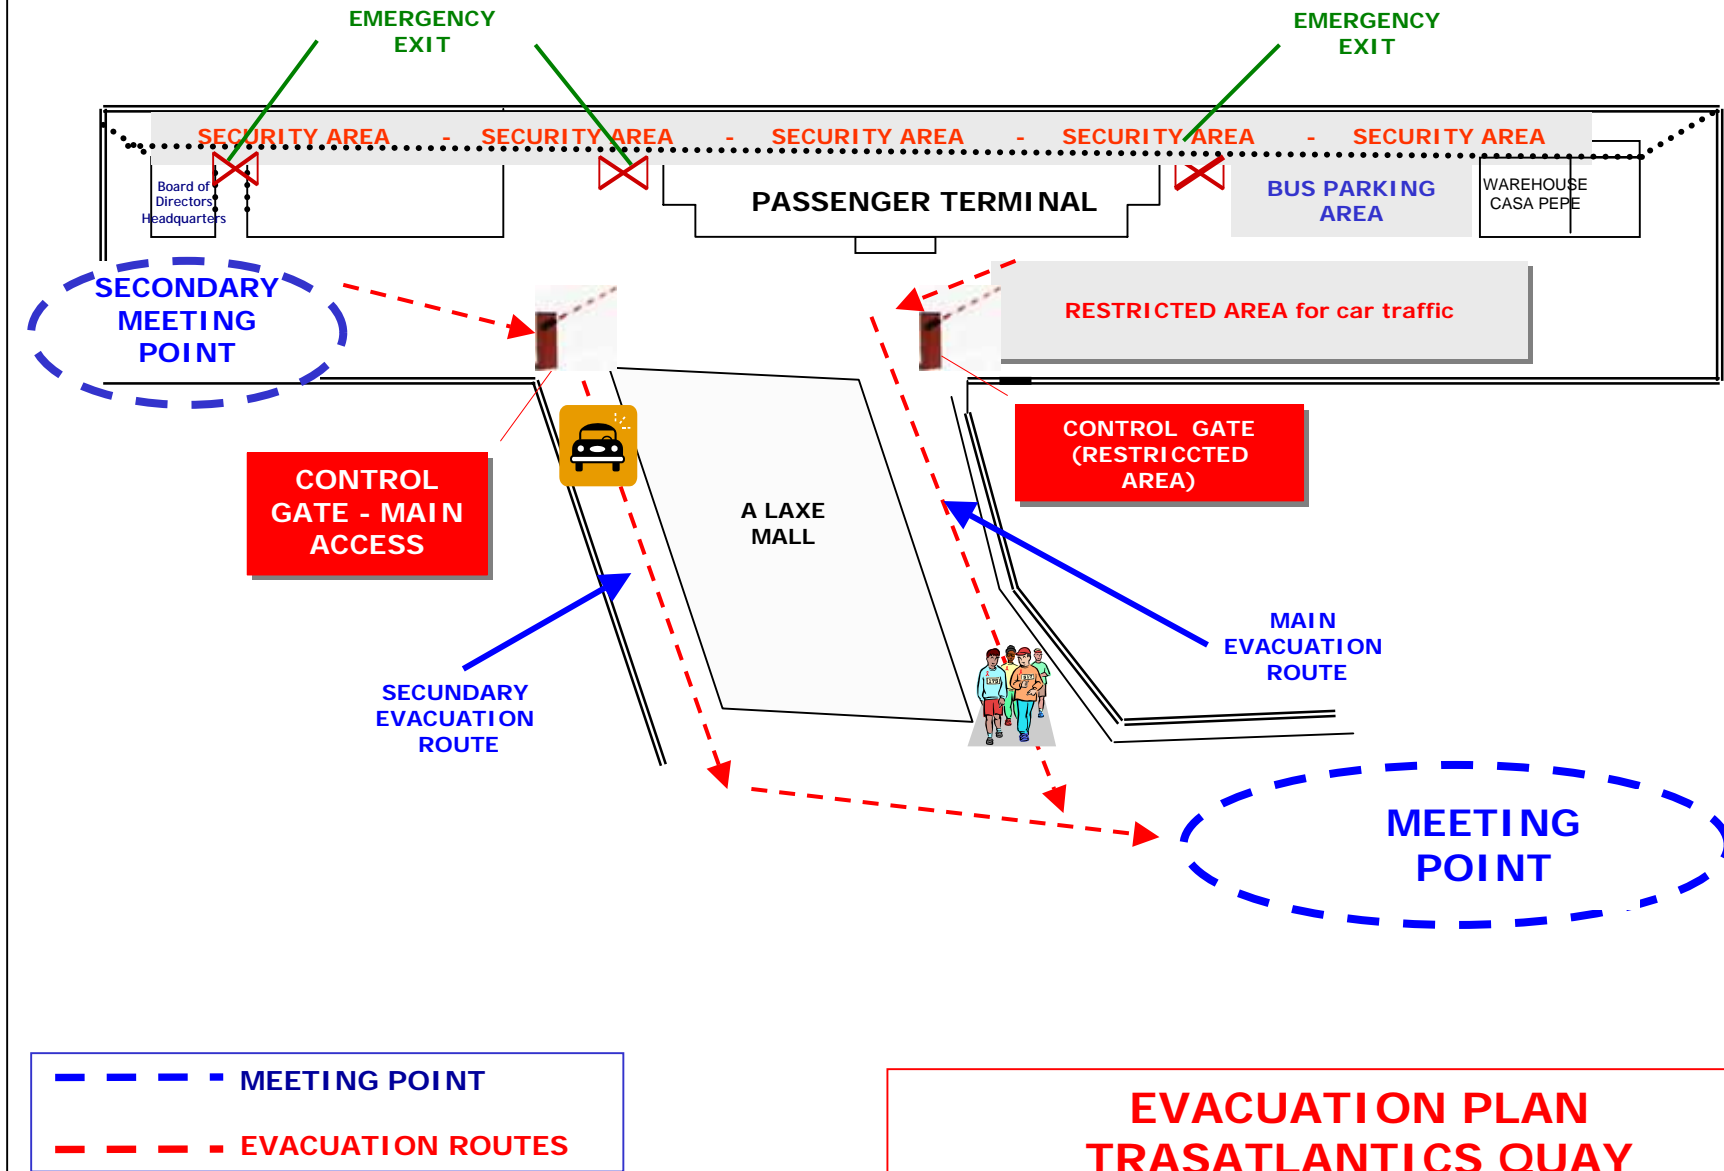 EMERGENCY
EXIT
EMERGENCY
EXIT
SECURITY AREA - SECURITY AREA - SECURITY AREA - SECURITY AREA - SECURITY AREA
Board of
Directors
Headquarters
PASSENGER TERMINAL
BUS PARKING
AREA
WAREHOUSE
CASA PEPE
SECONDARY
MEETING
POINT
RESTRICTED AREA for car traffic
CONTROL
GATE - MAIN
ACCESS
CONTROL GATE
(RESTRICCTED
AREA)
A LAXE
MALL
MAIN
EVACUATION
ROUTE
SECUNDARY
EVACUATION
ROUTE
MEETING
POINT
MEETING POINT
EVACUATION ROUTES
EVACUATION PLAN
TRASATLANTICS QUAY